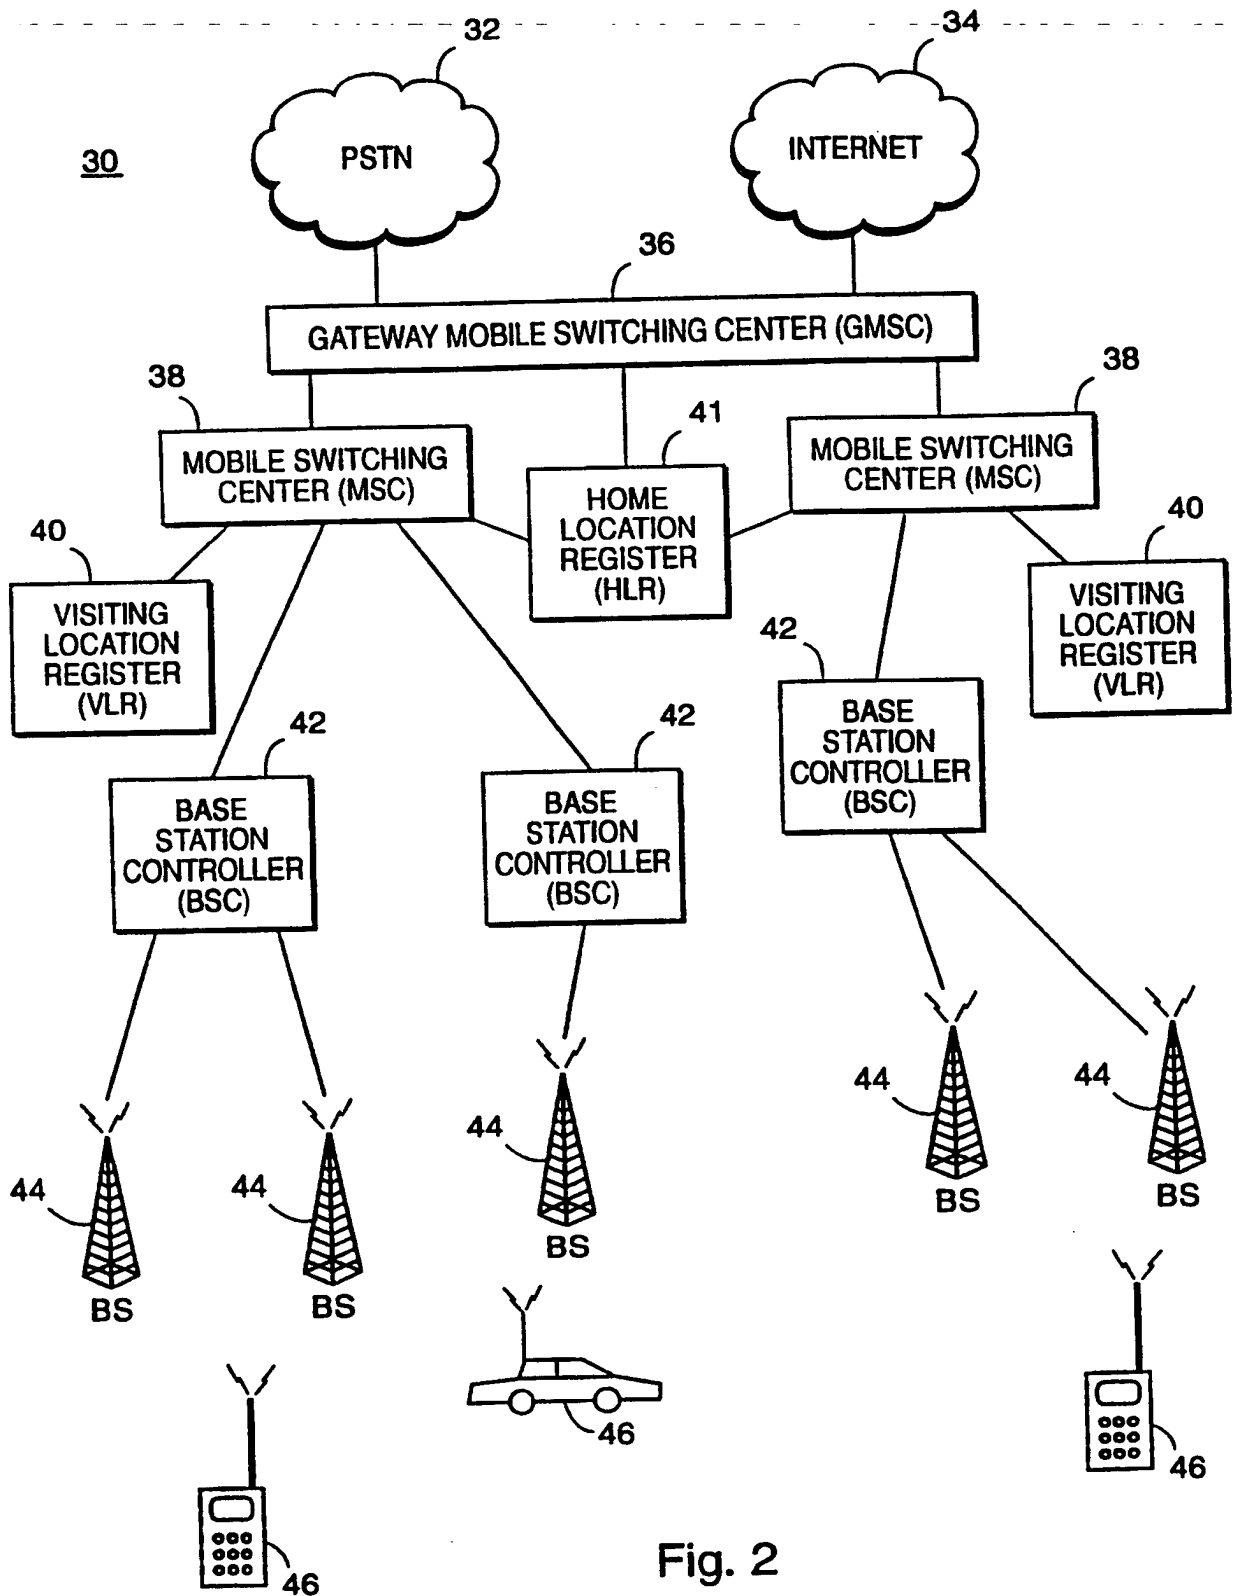 32
34
30
PSTN
INTERNET
36
GATEWAY MOBILE SWITCHING CENTER (GMSC)
38
MOBILE SWITCHING
CENTER (MSC)
41
HOME
LOCATION
REGISTER
(HLR)
38
MOBILE SWITCHING
CENTER (MSC)
40
VISITING
LOCATION
REGISTER
(VLR)
40
VISITING
LOCATION
REGISTER
(VLR)
42
BASE
STATION
CONTROLLER
(BSC)
42
BASE
STATION
CONTROLLER
(BSC)
42
BASE
STATION
CONTROLLER
(BSC)
44
BS
44
BS
44
BS
44
BS
44
BS
46
46
46
Fig. 2